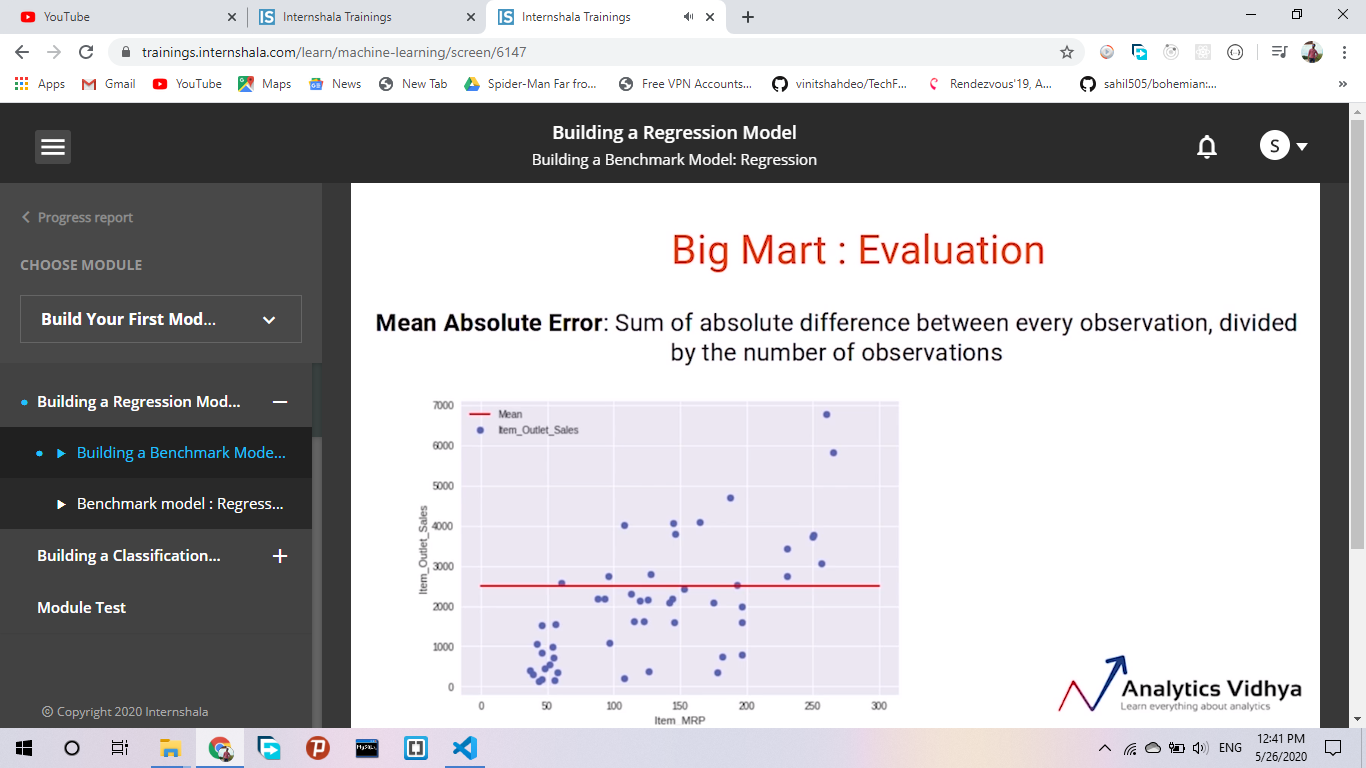 YouTube
Internshala Trainings
Internshala Trainings
trainings.internshala.com/learn/machine-learning/screen/6147
Apps
Gmail
YouTube
Maps
News
New Tab
Spider-Man Far fro...
Free VPN Accounts...
vinitshahdeo/TechF...
Rendezvous'19, A...
sahil505/bohemian:...
»
Building a Regression Model
Building a Benchmark Model: Regression
S
Progress report
CHOOSE MODULE
Build Your First Mod...
Building a Regression Mod...
Building a Benchmark Mode...
Benchmark model : Regress...
Building a Classification...
Module Test
© Copyright 2020 Internshala
Big Mart : Evaluation
Mean Absolute Error: Sum of absolute difference between every observation, divided
by the number of observations
Mean
Item_Outlet_Sales
7000
6000
5000
4000
3000
2000
1000
0
Item_Outlet_Sales
0 50 100 150 200 250 300
Item_MRP
Analytics Vidhya
Learn everything about analytics
MySQL
ENG
12:41 PM
5/26/2020